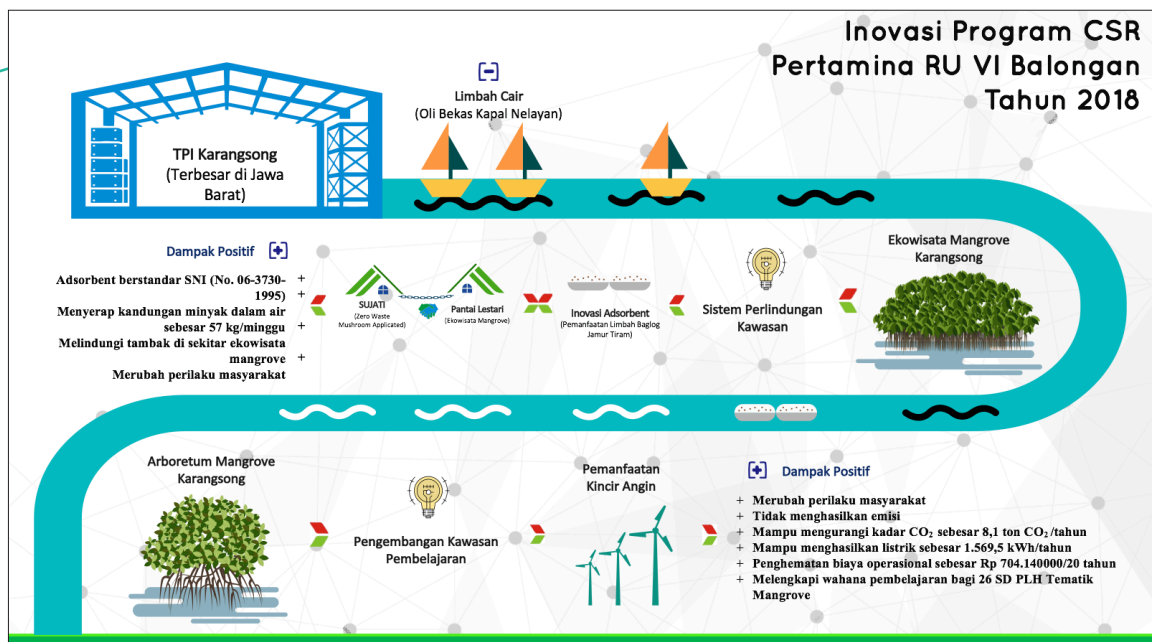 Inovasi Program CSR
Pertamina RU VI Balongan
Tahun 2018
Limbah Cair
(Oli Bekas Kapal Nelayan)
TPI Karangsong
(Terbesar di Jawa
Barat)
Dampak Positif [+]
Adsorbent berstandar SNI (No. 06-3730- +
1995) +
Menyerap kandungan minyak dalam air
sebesar 57 kg/minggu +
Melindungi tambak di sekitar ekowisata
mangrove +
Merubah perilaku masyarakat
SUJATI
(Zero Waste
Mushroom Applicated)
Pantai Lestari
(Ekowisata Mangrove)
Inovasi Adsorbent
(Pemanfaatan Limbah Baglog
Jamur Tiram)
Sistem Perlindungan
Kawasan
Ekowisata Mangrove
Karangsong
Arboretum Mangrove
Karangsong
Pengembangan Kawasan
Pembelajaran
Pemanfaatan
Kincir Angin
[+] Dampak Positif
+ Merubah perilaku masyarakat
+ Tidak menghasilkan emisi
+ Mampu mengurangi kadar CO₂ sebesar 8,1 ton CO₂/tahun
+ Mampu menghasilkan listrik sebesar 1.569,5 kWh/tahun
+ Penghematan biaya operasional sebesar Rp 704.140000/20 tahun
+ Melengkapi wahana pembelajaran bagi 26 SD PLH Tematik
Mangrove